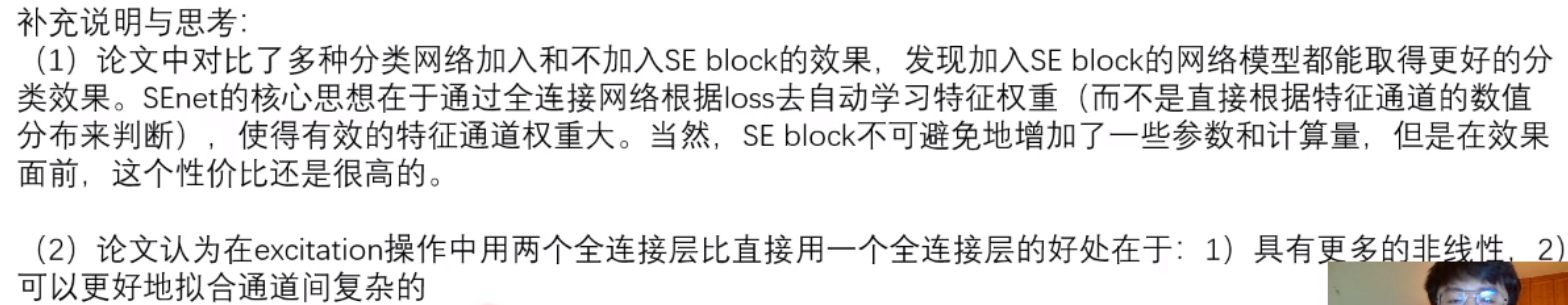 补充说明与思考：
（1）论文中对比了多种分类网络加入和不加入SE block的效果，发现加入SE block的网络模型都能取得更好的分
类效果。SEnet的核心思想在于通过全连接网络根据loss去自动学习特征权重（而不是直接根据特征通道的数值
分布来判断），使得有效的特征通道权重大。当然，SE block不可避免地增加了一些参数和计算量，但是在效果
面前，这个性价比还是很高的。
（2）论文认为在excitation操作中用两个全连接层比直接用一个全连接层的好处在于：1）具有更多的非线性，2）
可以更好地拟合通道间复杂的